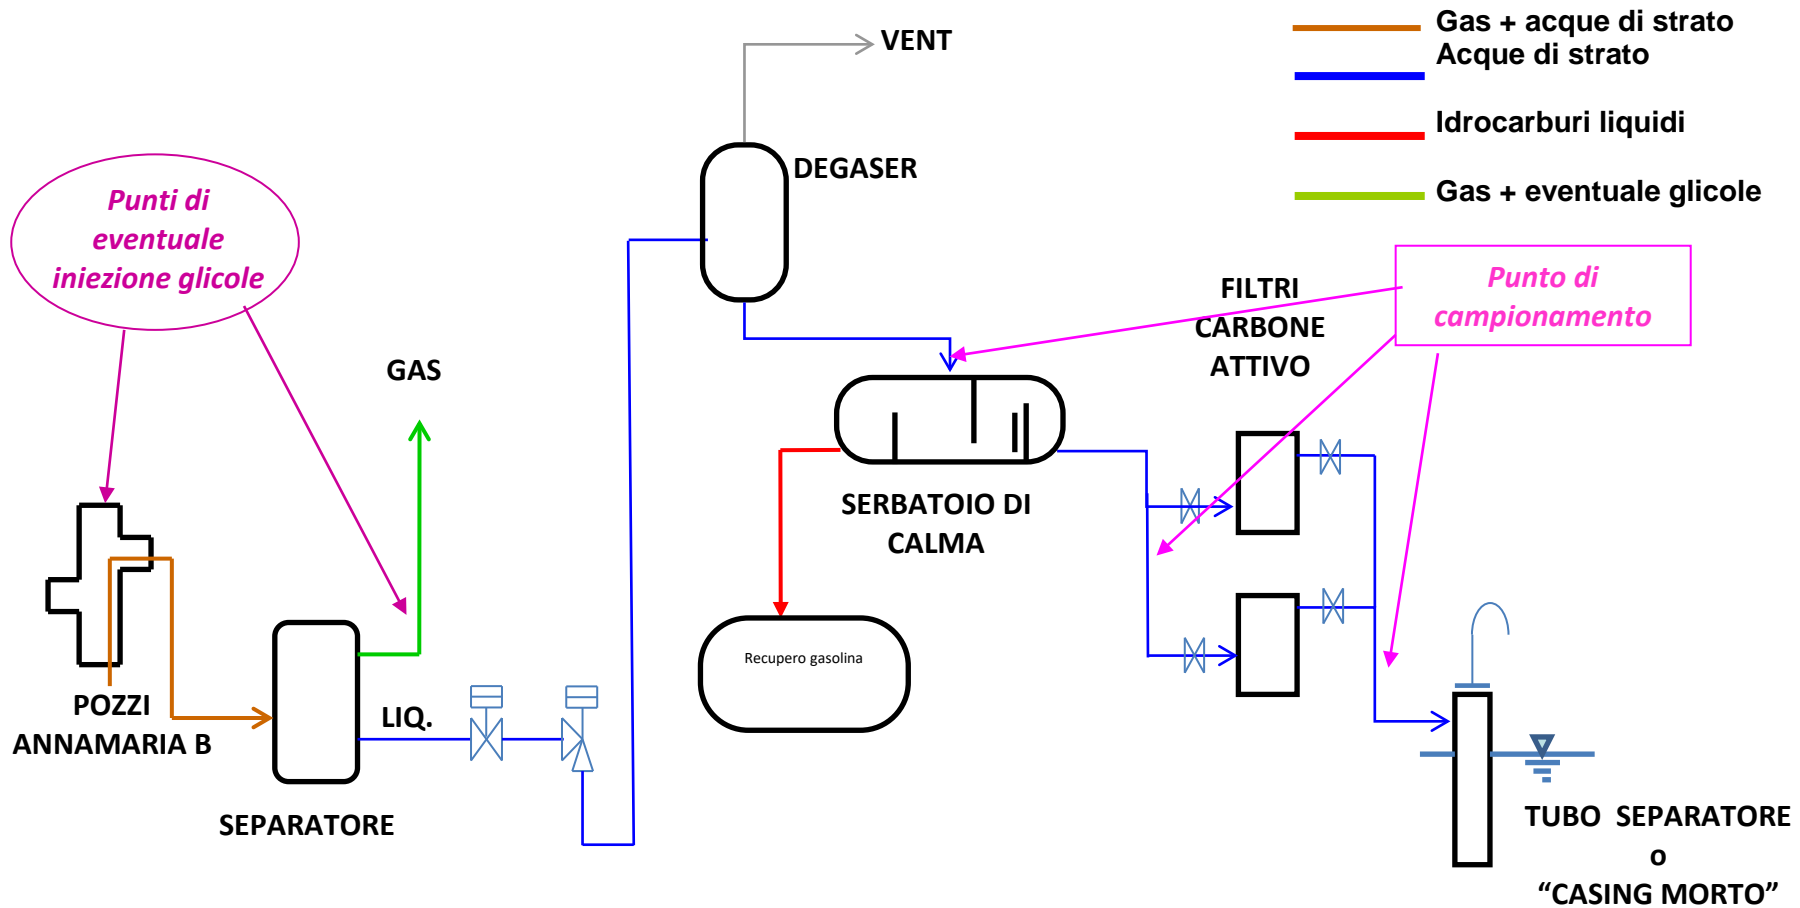 VENT
Gas + acque di strato
Acque di strato
Idrocarburi liquidi
Gas + eventuale glicole
DEGASER
Punti di
eventuale
iniezione glicole
Punto di
campionamento
FILTRI
CARBONE
ATTIVO
GAS
SERBATOIO DI
CALMA
Recupero gasolina
POZZI
ANNAMARIA B
LIQ.
SEPARATORE
TUBO SEPARATORE
o
“CASING MORTO”